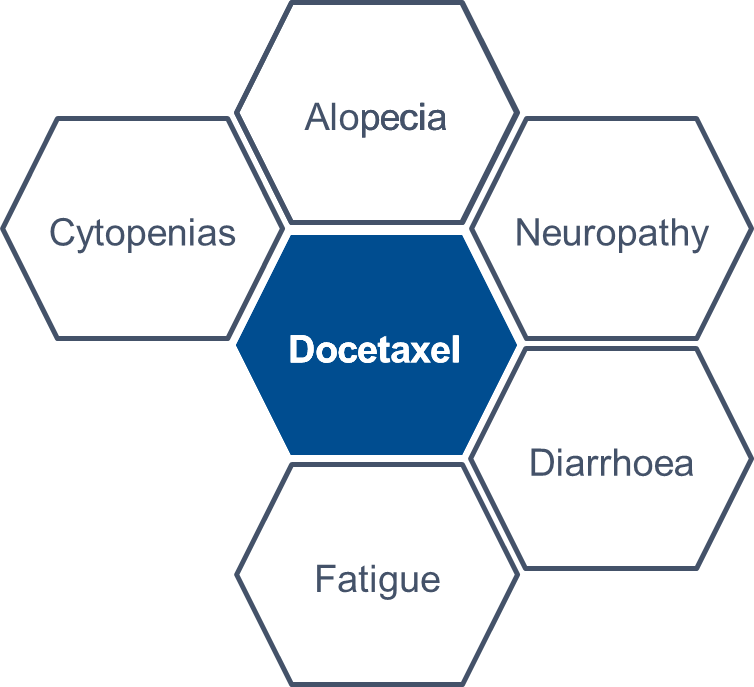 Alopecia
Cytopenias
Neuropathy
Docetaxel
Diarrhoea
Fatigue